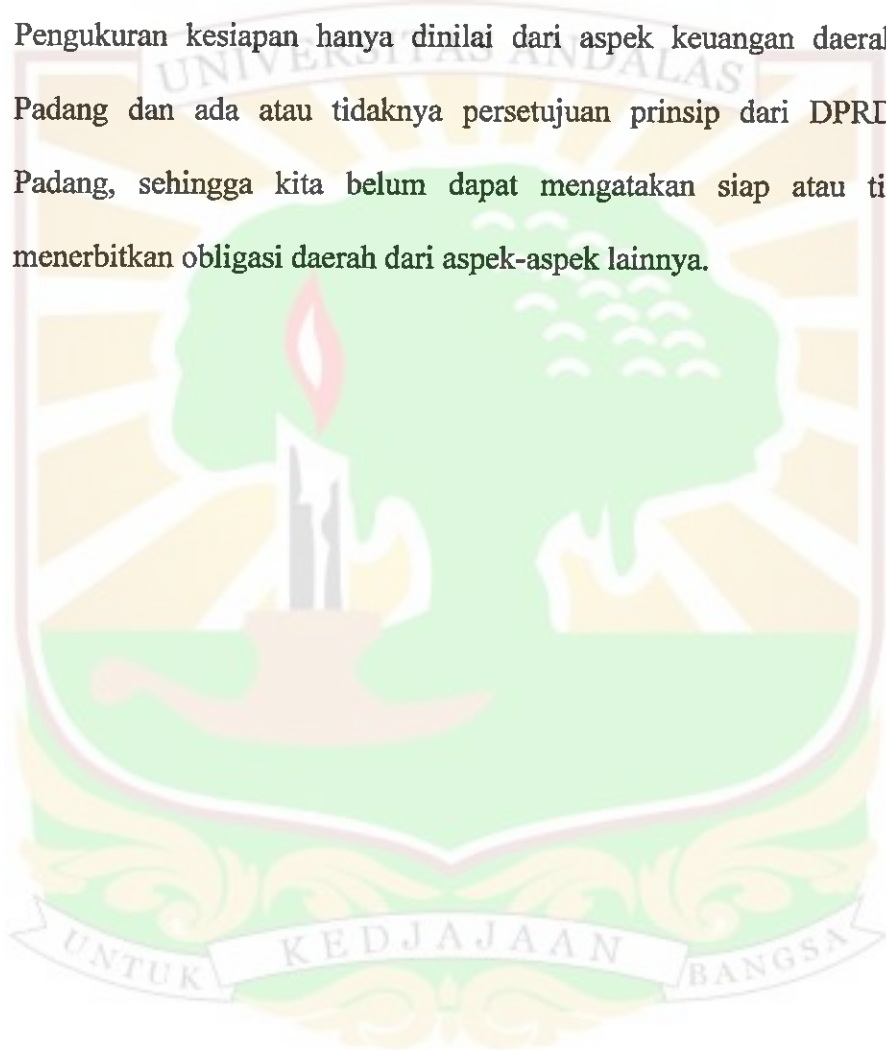 Pengukuran kesiapan hanya dinilai dari aspek keuangan daerah
UNIVERSITAS ANDALAS
Padang dan ada atau tidaknya persetujuan prinsip dari DPRD
Padang, sehingga kita belum dapat mengatakan siap atau ti
menerbitkan obligasi daerah dari aspek-aspek lainnya.
UNTUK KEDJAJAAN BANGSA